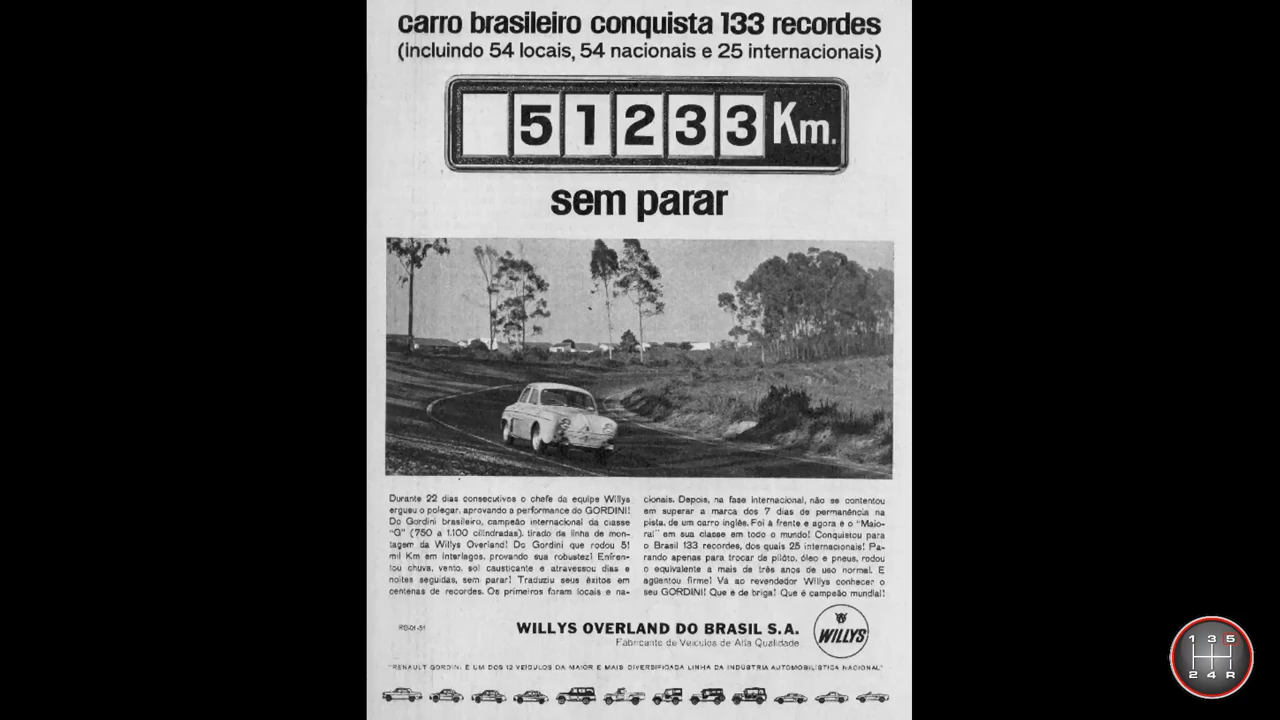 carro brasileiro conquista 133 recordes
(incluindo 54 locais, 54 nacionais e 25 internacionais)
51233 Km.
sem parar
Durante 22 dias consecutivos o chefe da equipe Willys
ergueu o polegar, aprovando a performance do GORDINI!
Do Gordini brasileiro, campeão internacional da classe
"G" (750 a 1.100 cilindradas), tirado da linha de mon-
tagem da Willys Overland! Do Gordini que rodou 51
mil Km em Interlagos, provando sua robustez! Enfren-
tou chuva, vento, sol causticante e atravessou dias e
noites seguidas, sem parar! Traduziu seus êxitos em
centenas de recordes. Os primeiros foram locais e na-
cionais. Depois, na fase internacional, não se contentou
em superar a marca dos 7 dias de permanência na
pista, de um carro inglês. Foi à frente e agora é o "Maio-
ral" em sua classe em todo o mundo! Conquistou para
o Brasil 133 recordes, dos quais 25 internacionais! Pa-
rando apenas para trocar de pilôto, óleo e pneus, rodou
o equivalente a mais de três anos de uso normal. E
agüentou firme! Vá ao revendedor Willys conhecer o
seu GORDINI! Que é de briga! Que é campeão mundial!
WILLYS OVERLAND DO BRASIL S.A.
Fabricante de Veículos de Alta Qualidade
WILLYS
"RENAULT GORDINI É UM DOS 12 VEÍCULOS DA MAIOR E MAIS DIVERSIFICADA LINHA DA INDÚSTRIA AUTOMOBILÍSTICA NACIONAL"
1 3 5
2 4 R